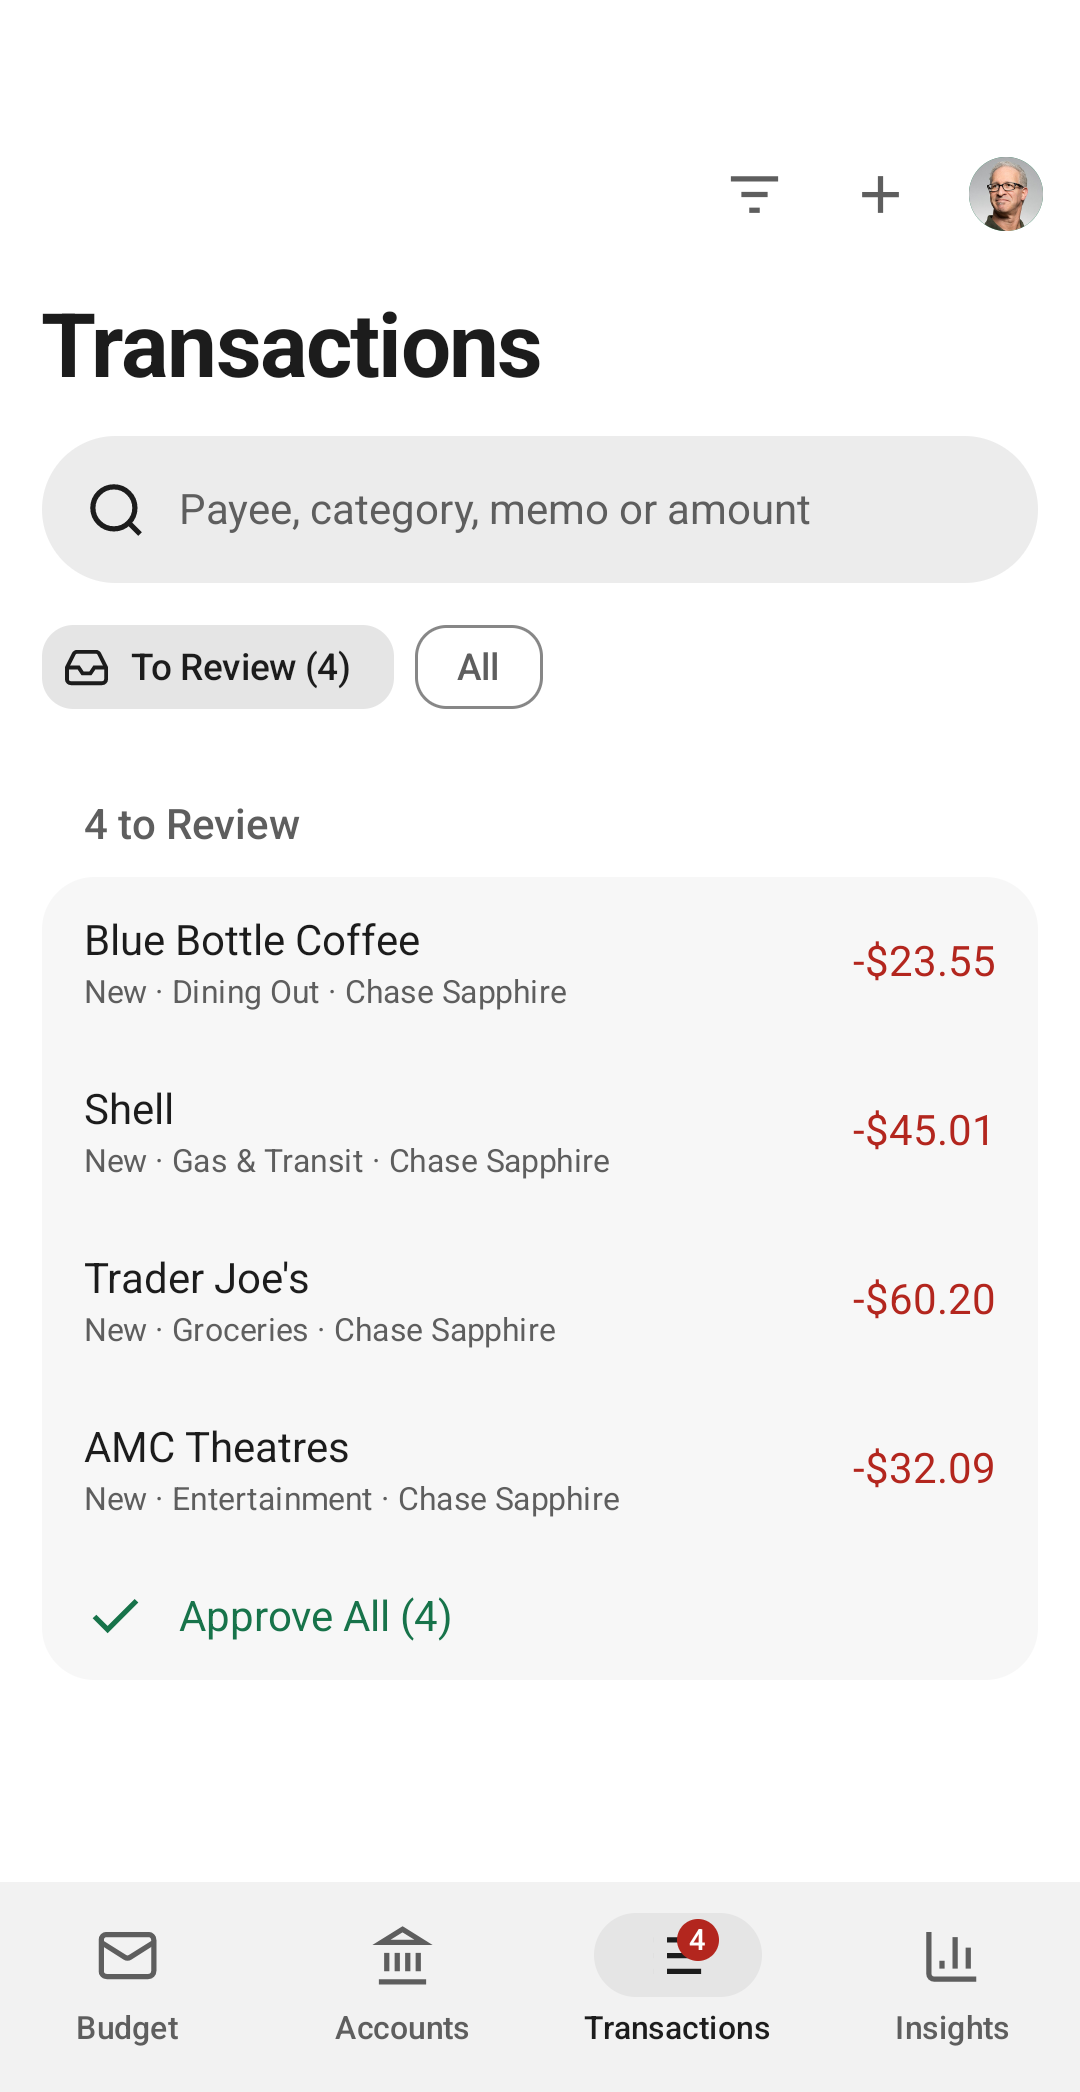 Transactions
Payee, category, memo or amount
To Review (4)
All
4 to Review
Blue Bottle Coffee
New · Dining Out · Chase Sapphire
-$23.55
Shell
New · Gas & Transit · Chase Sapphire
-$45.01
Trader Joe's
New · Groceries · Chase Sapphire
-$60.20
AMC Theatres
New · Entertainment · Chase Sapphire
-$32.09
Approve All (4)
4
Budget
Accounts
Transactions
Insights